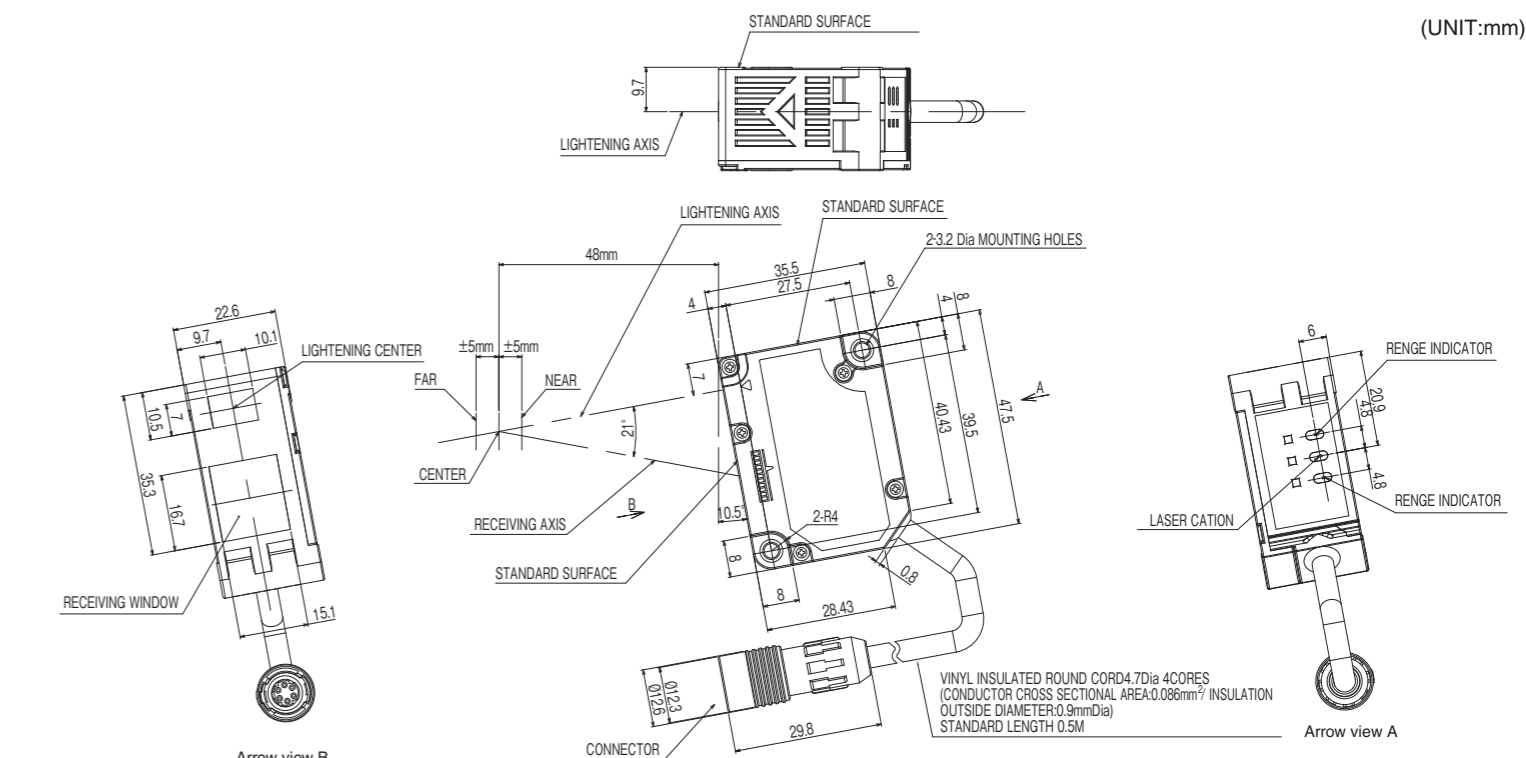 (UNIT:mm)
STANDARD SURFACE
9.7
LIGHTENING AXIS
LIGHTENING AXIS
STANDARD SURFACE
2-3.2 Dia MOUNTING HOLES
48mm
35.5
27.5
8
4
4
8
±5mm
±5mm
FAR
NEAR
CENTER
7
21°
40.43
39.5
47.5
A
RECEIVING AXIS
B
10.5°
2-R4
STANDARD SURFACE
8
8
28.43
0.8
22.6
9.7
10.1
LIGHTENING CENTER
10.5
7
35.3
16.7
RECEIVING WINDOW
15.1
Arrow view B
Ø12.6
Ø12.3
29.8
CONNECTOR
VINYL INSULATED ROUND CORD4.7Dia 4CORES
(CONDUCTOR CROSS SECTIONAL AREA:0.086mm2/ INSULATION
OUTSIDE DIAMETER:0.9mmDia)
STANDARD LENGTH 0.5M
6
RENGE INDICATOR
20.9
4.8
4.8
RENGE INDICATOR
LASER CATION
Arrow view A